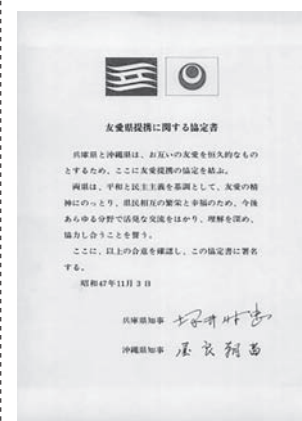 友愛県提携に関する協定書
兵庫県と沖縄県は、お互いの友愛を恒久的なもの
とするため、ここに友愛提携の協定を結ぶ。
両県は、平和と民主主義を基調として、友愛の精
神にのっとり、県民相互の繁栄と幸福のため、今後
あらゆる分野で活発な交流をはかり、理解を深め、
協力し合うことを誓う。
ここに、以上の合意を確認し、この協定書に署名
する。
昭和47年11月3日
兵庫県知事 坂井時忠
沖縄県知事 屋良朝苗